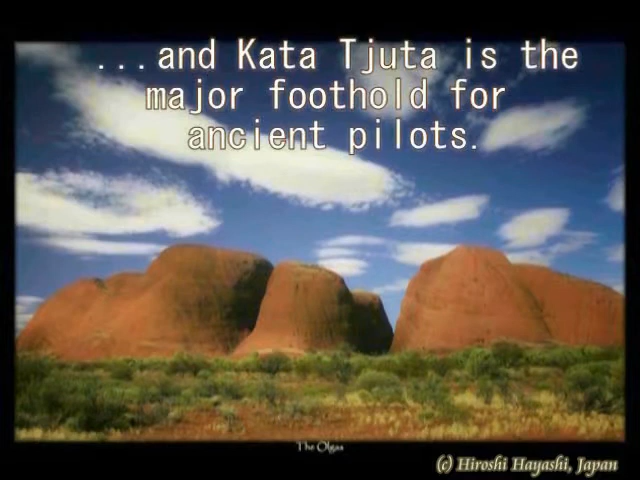 ...and Kata Tjuta is the
major foothold for
ancient pilots.
The Olgas
(c) Hiroshi Hayashi, Japan